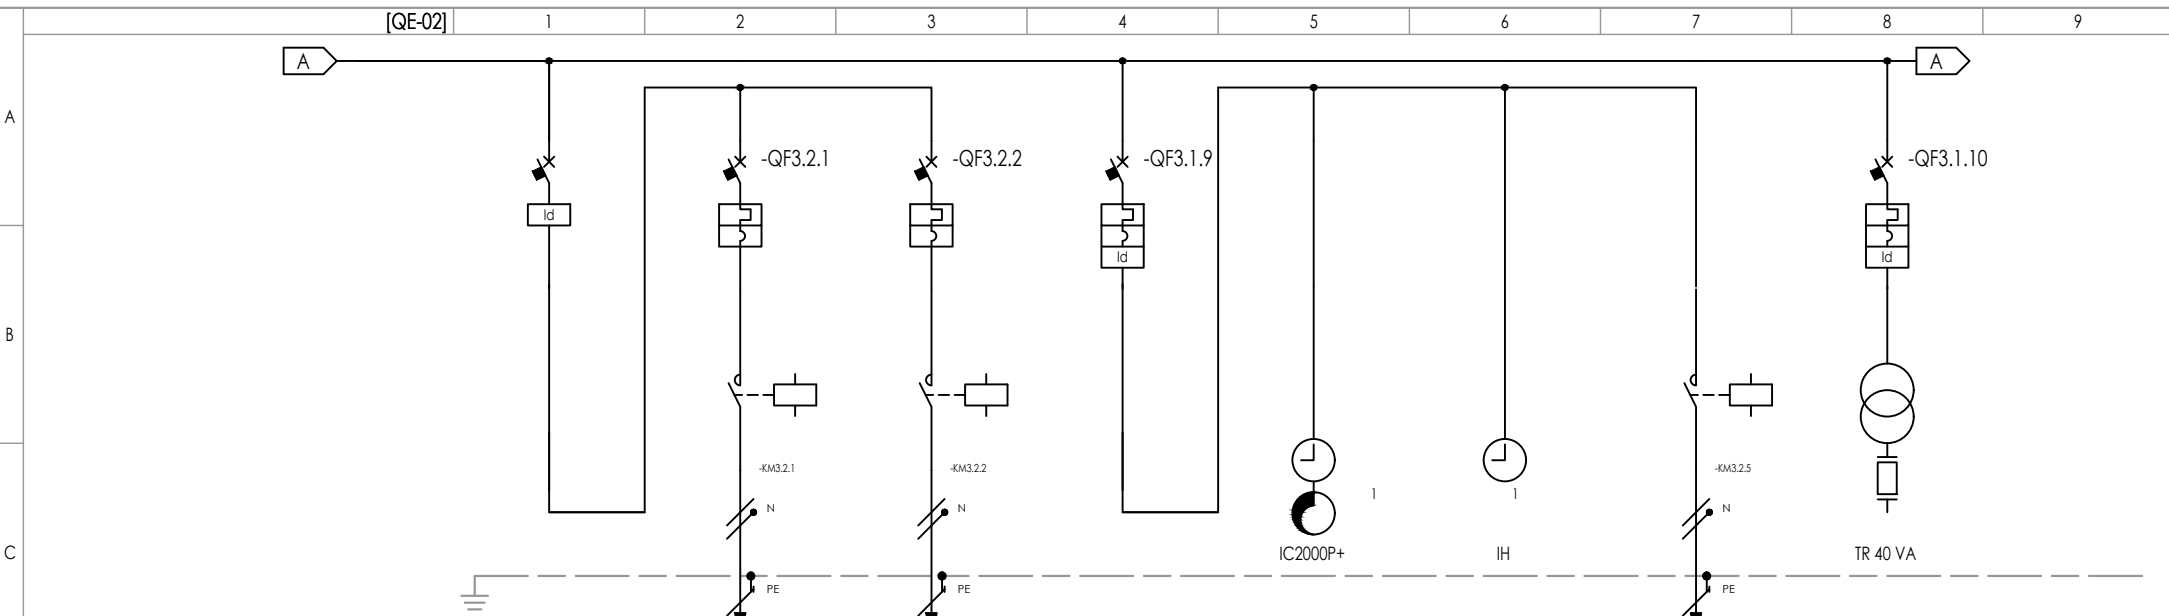 [QE-02] 1 2 3 4 5 6 7 8 9
A A
A
-QF3.2.1 -QF3.2.2 -QF3.1.9 -QF3.1.10
Id
Id Id
B
-KM3.2.1 -KM3.2.2 -KM3.2.5
1 1
N N N
C
IC2000P+ IH TR 40 VA
PE PE PE